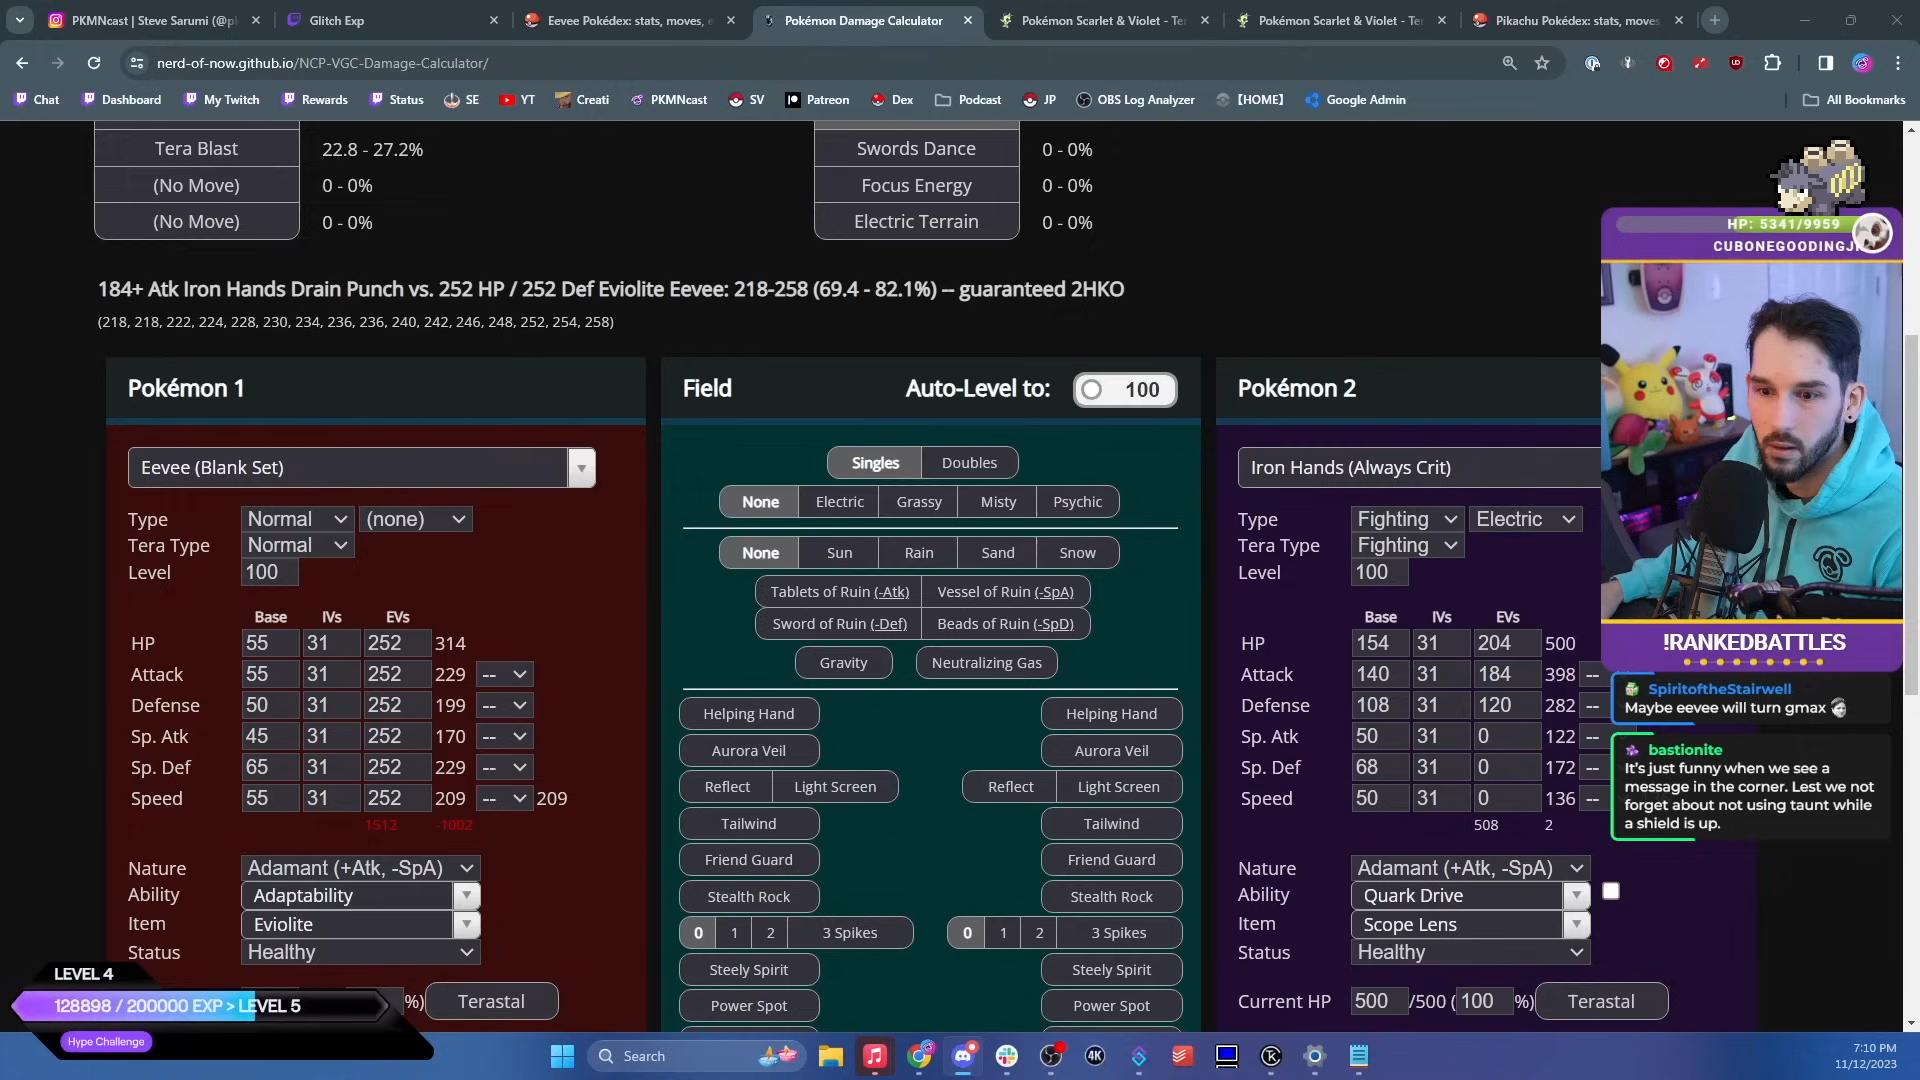 PKMNcast | Steve Sarumi (@pk
Glitch Exp
Eevee Pokédex: stats, moves, e
Pokémon Damage Calculator
Pokémon Scarlet & Violet - Ter
Pokémon Scarlet & Violet - Ter
Pikachu Pokédex: stats, moves,
nerd-of-now.github.io/NCP-VGC-Damage-Calculator/
Chat
Dashboard
My Twitch
Rewards
Status
SE
YT
Creati
PKMNcast
SV
Patreon
Dex
Podcast
JP
OBS Log Analyzer
【HOME】
Google Admin
All Bookmarks
Tera Blast 22.8 - 27.2%
(No Move) 0 - 0%
(No Move) 0 - 0%
Swords Dance 0 - 0%
Focus Energy 0 - 0%
Electric Terrain 0 - 0%
184+ Atk Iron Hands Drain Punch vs. 252 HP / 252 Def Eviolite Eevee: 218-258 (69.4 - 82.1%) -- guaranteed 2HKO
(218, 218, 222, 224, 228, 230, 234, 236, 236, 240, 242, 246, 248, 252, 254, 258)
Pokémon 1
Eevee (Blank Set)
Type Normal (none)
Tera Type Normal
Level 100
Base IVs EVs
HP 55 31 252 314
Attack 55 31 252 229 --
Defense 50 31 252 199 --
Sp. Atk 45 31 252 170 --
Sp. Def 65 31 252 229 --
Speed 55 31 252 209 -- 209
1512 -1002
Nature Adamant (+Atk, -SpA)
Ability Adaptability
Item Eviolite
Status Healthy
%) Terastal
Field Auto-Level to: 100
Singles Doubles
None Electric Grassy Misty Psychic
None Sun Rain Sand Snow
Tablets of Ruin (-Atk) Vessel of Ruin (-SpA)
Sword of Ruin (-Def) Beads of Ruin (-SpD)
Gravity Neutralizing Gas
Helping Hand Helping Hand
Aurora Veil Aurora Veil
Reflect Light Screen Reflect Light Screen
Tailwind Tailwind
Friend Guard Friend Guard
Stealth Rock Stealth Rock
0 1 2 3 Spikes 0 1 2 3 Spikes
Steely Spirit Steely Spirit
Power Spot Power Spot
Pokémon 2
Iron Hands (Always Crit)
Type Fighting Electric
Tera Type Fighting
Level 100
Base IVs EVs
HP 154 31 204 500
Attack 140 31 184 398 --
Defense 108 31 120 282 --
Sp. Atk 50 31 0 122 --
Sp. Def 68 31 0 172 --
Speed 50 31 0 136 --
508 2
Nature Adamant (+Atk, -SpA)
Ability Quark Drive
Item Scope Lens
Status Healthy
Current HP 500 /500 ( 100 %) Terastal
HP: 5341/9959
CUBONEGOODINGJ
!RANKEDBATTLES
SpiritoftheStairwell
Maybe eevee will turn gmax
bastionite
It's just funny when we see a
message in the corner. Lest we not
forget about not using taunt while
a shield is up.
LEVEL 4
128898 / 200000 EXP > LEVEL 5
Hype Challenge
Search
4K
7:10 PM
11/12/2023